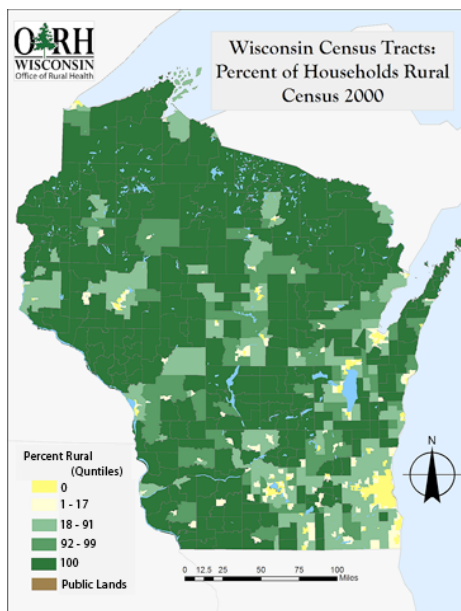 ORH
WISCONSIN
Office of Rural Health
Wisconsin Census Tracts:
Percent of Households Rural
Census 2000
N
Percent Rural
(Quntiles)
0
1 - 17
18 - 91
92 - 99
100
Public Lands
0 12.5 25 50 75 100
Miles